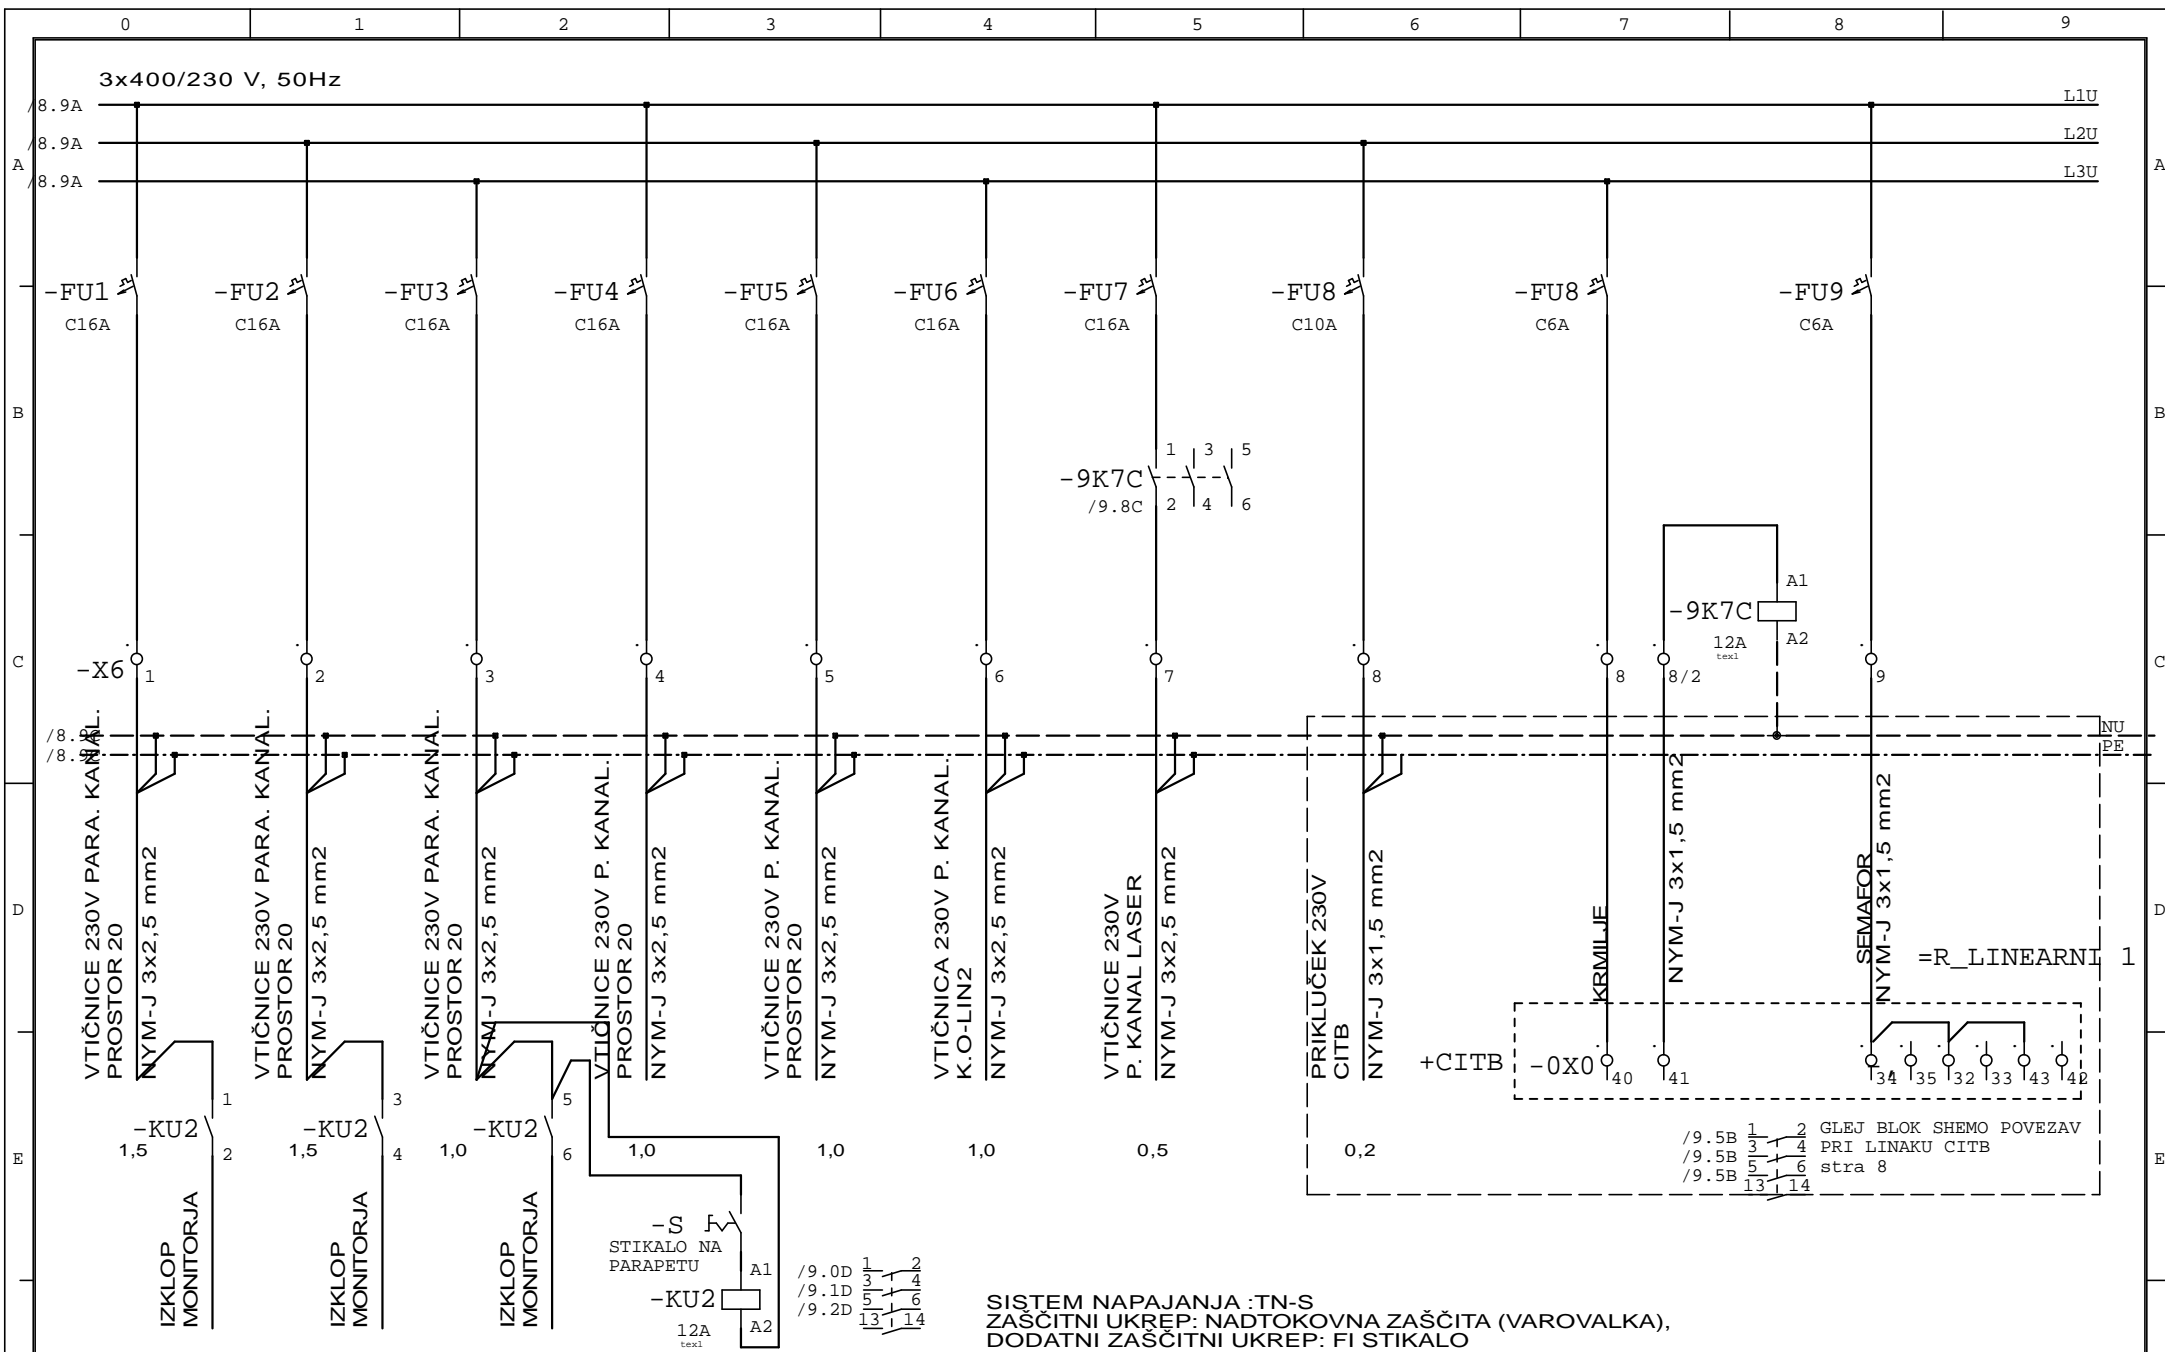 0 1 2 3 4 5 6 7 8 9
3x400/230 V, 50Hz
/8.9A L1U
/8.9A L2U
A /8.9A L3U A
-FU1 -FU2 -FU3 -FU4 -FU5 -FU6 -FU7 -FU8 -FU8 -FU9
C16A C16A C16A C16A C16A C16A C16A C10A C6A C6A
B B
1 3 5
-9K7C
/9.8C 2 4 6
A1
-9K7C
12A A2
tex1
C C
-X6 1 2 3 4 5 6 7 8 8 8/2 9
/8.9C NU
/8.9C PE
D D
VTIČNICE 230V PARA. KANAL.
PROSTOR 20
NYM-J 3x2,5 mm2
VTIČNICE 230V PARA. KANAL.
PROSTOR 20
NYM-J 3x2,5 mm2
VTIČNICE 230V PARA. KANAL.
PROSTOR 20
NYM-J 3x2,5 mm2
VTIČNICE 230V P. KANAL.
PROSTOR 20
NYM-J 3x2,5 mm2
VTIČNICE 230V P. KANAL.
PROSTOR 20
NYM-J 3x2,5 mm2
VTIČNICA 230V P. KANAL.
K.O-LIN2
NYM-J 3x2,5 mm2
VTIČNICE 230V
P. KANAL LASER
NYM-J 3x2,5 mm2
PRIKLUČEK 230V
CITB
NYM-J 3x1,5 mm2
KRMILJE
NYM-J 3x1,5 mm2
SEMAFOR
NYM-J 3x1,5 mm2
=R_LINEARNI 1
+CITB -0X0 40 41 34 35 32 33 43 42
E E
1 3 5
-KU2 -KU2 -KU2
2 4 6
1,5 1,5 1,0 1,0 1,0 1,0 0,5 0,2
/9.5B 1 2 GLEJ BLOK SHEMO POVEZAV
/9.5B 3 4 PRI LINAKU CITB
/9.5B 5 6 stra 8
13 14
IZKLOP
MONITORJA
IZKLOP
MONITORJA
IZKLOP
MONITORJA
-S
STIKALO NA
PARAPETU
A1
-KU2
12A A2
tex1
/9.0D 1 2
/9.1D 3 4
/9.2D 5 6
13 14
SISTEM NAPAJANJA :TN-S
ZAŠČITNI UKREP: NADTOKOVNA ZAŠČITA (VAROVALKA),
DODATNI ZAŠČITNI UKREP: FI STIKALO